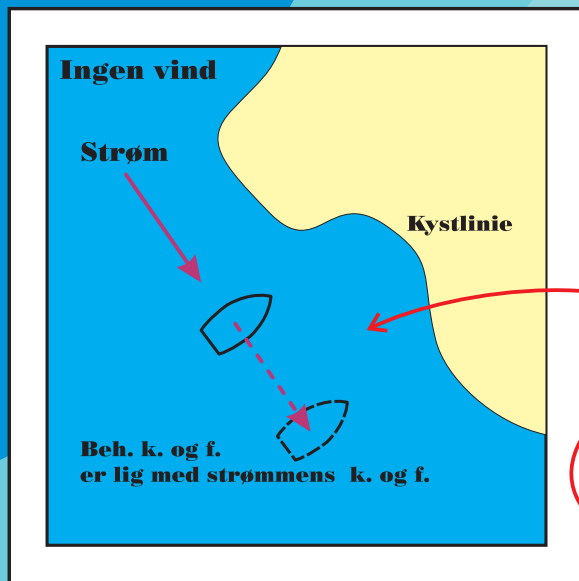 Ingen vind
Strøm
Kystlinie
Beh. k. og f.
er lig med strømmens k. og f.